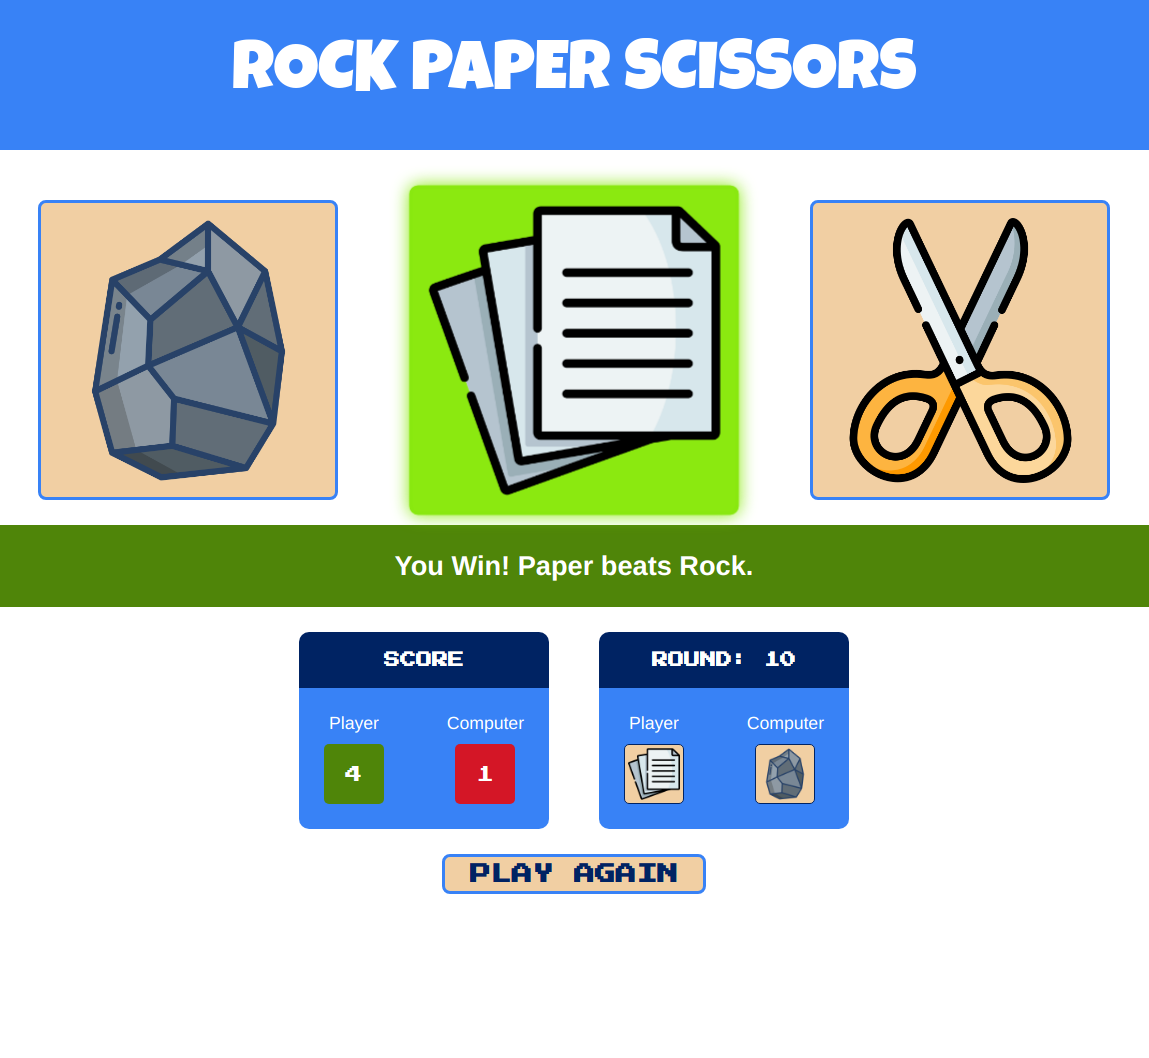 ROCK PAPER SCISSORS
You Win! Paper beats Rock.
SCORE
Player Computer
4 1
ROUND: 10
Player Computer
PLAY AGAIN